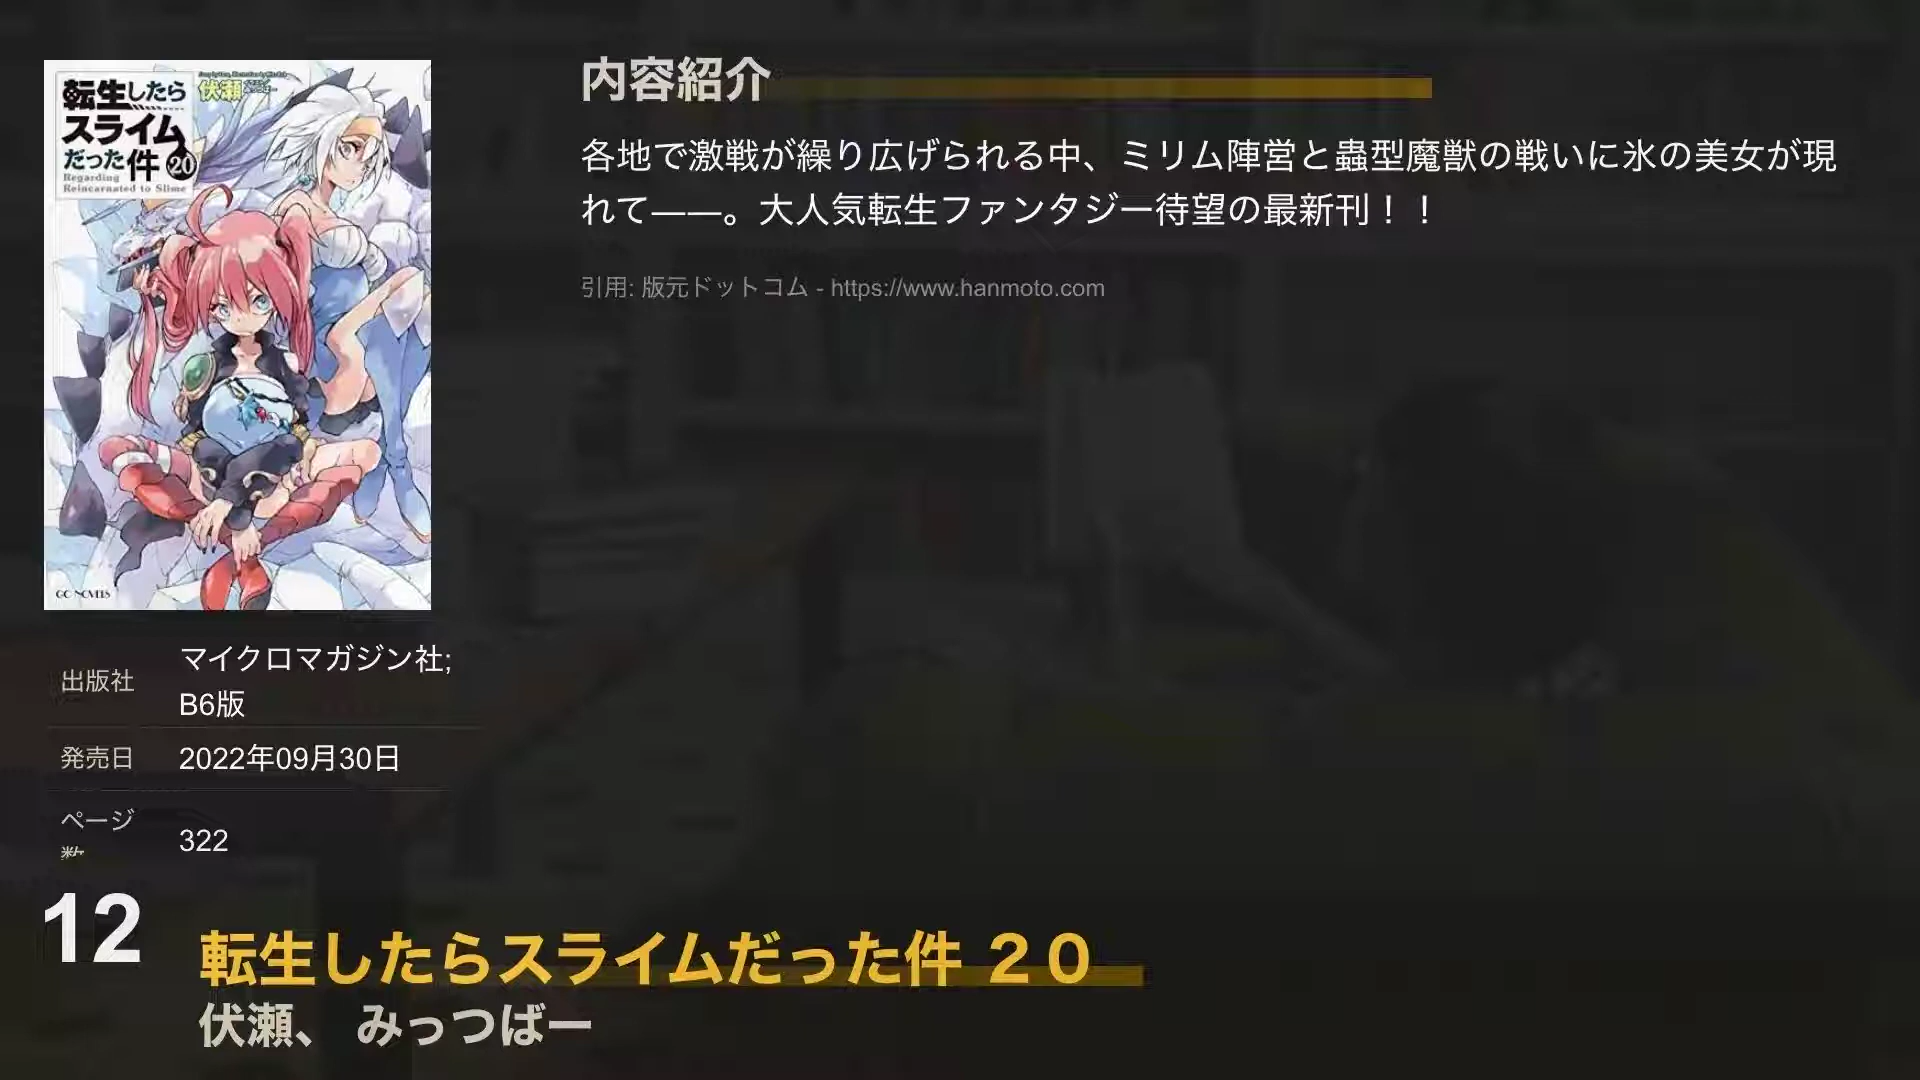 転生したら
スライム
だった件 20
Regarding
Reincarnated to Slime
伏瀬
みっつばー
GC NOVELS
内容紹介
各地で激戦が繰り広げられる中、ミリム陣営と蟲型魔獣の戦いに氷の美女が現
れて——。大人気転生ファンタジー待望の最新刊！！
引用: 版元ドットコム - https://www.hanmoto.com
出版社 マイクロマガジン社;
B6版
発売日 2022年09月30日
ページ
数 322
12
転生したらスライムだった件 ２０
伏瀬、 みっつばー